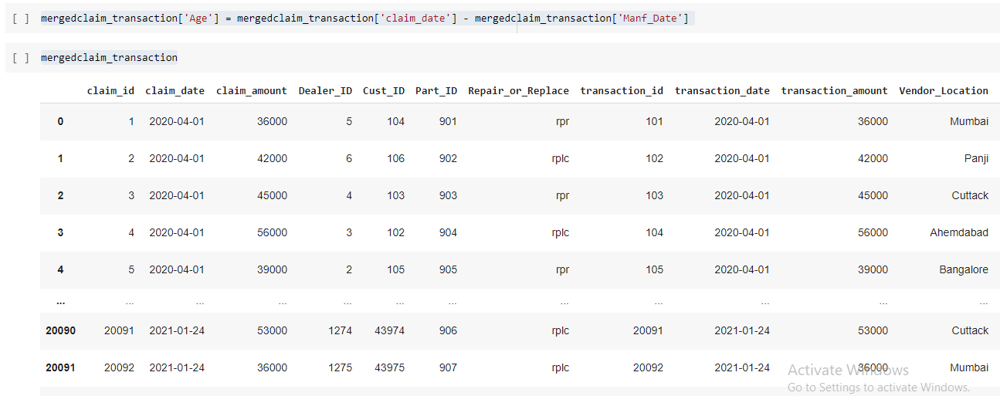 [ ] mergedclaim_transaction['Age'] = mergedclaim_transaction['claim_date'] - mergedclaim_transaction['Manf_Date']
[ ] mergedclaim_transaction
claim_id claim_date claim_amount Dealer_ID Cust_ID Part_ID Repair_or_Replace transaction_id transaction_date transaction_amount Vendor_Location
0 1 2020-04-01 36000 5 104 901 rpr 101 2020-04-01 36000 Mumbai
1 2 2020-04-01 42000 6 106 902 rplc 102 2020-04-01 42000 Panji
2 3 2020-04-01 45000 4 103 903 rpr 103 2020-04-01 45000 Cuttack
3 4 2020-04-01 56000 3 102 904 rplc 104 2020-04-01 56000 Ahemdabad
4 5 2020-04-01 39000 2 105 905 rpr 105 2020-04-01 39000 Bangalore
... ... ... ... ... ... ... ... ... ... ... ...
20090 20091 2021-01-24 53000 1274 43974 906 rplc 20091 2021-01-24 53000 Cuttack
20091 20092 2021-01-24 36000 1275 43975 907 rplc 20092 2021-01-24 36000 Mumbai
Activate Windows
Go to Settings to activate Windows.